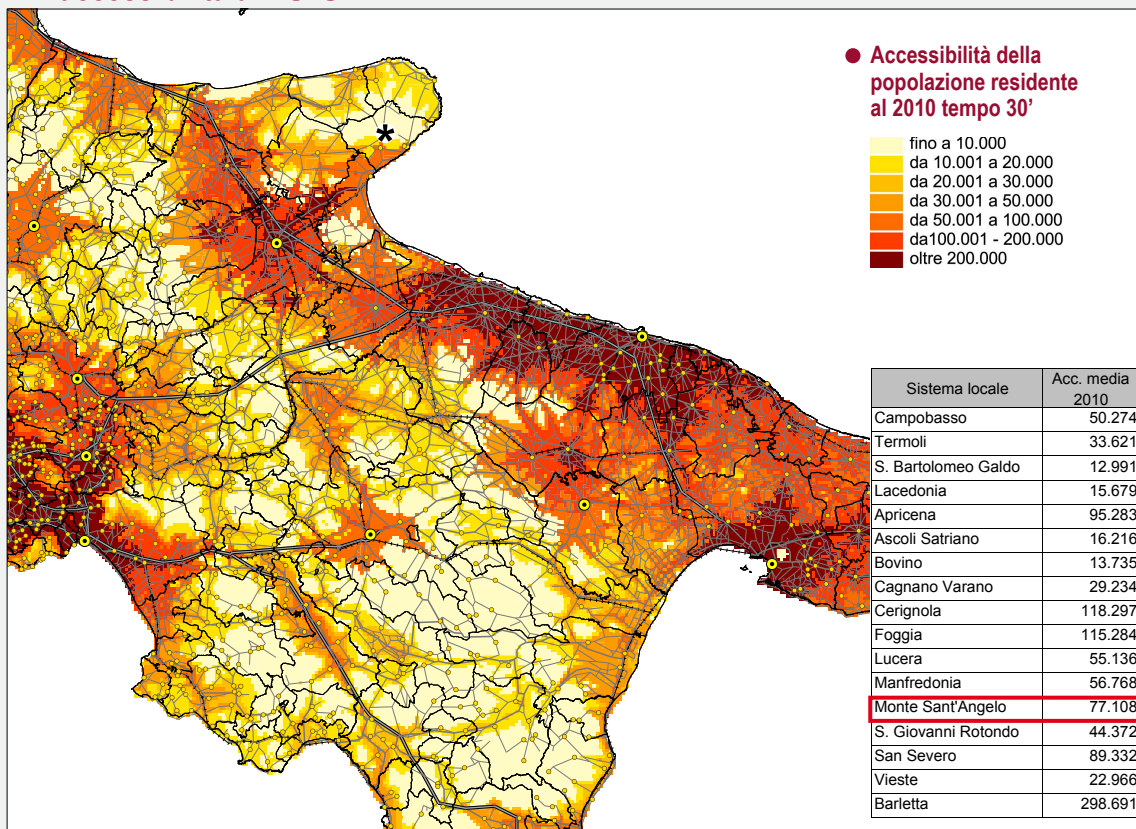 Accessibilità della
popolazione residente
al 2010 tempo 30’
fino a 10.000
da 10.001 a 20.000
da 20.001 a 30.000
da 30.001 a 50.000
da 50.001 a 100.000
da100.001 - 200.000
oltre 200.000
*
Sistema locale Acc. media 2010
Campobasso 50.274
Termoli 33.621
S. Bartolomeo Galdo 12.991
Lacedonia 15.679
Apricena 95.283
Ascoli Satriano 16.216
Bovino 13.735
Cagnano Varano 29.234
Cerignola 118.297
Foggia 115.284
Lucera 55.136
Manfredonia 56.768
Monte Sant'Angelo 77.108
S. Giovanni Rotondo 44.372
San Severo 89.332
Vieste 22.966
Barletta 298.691